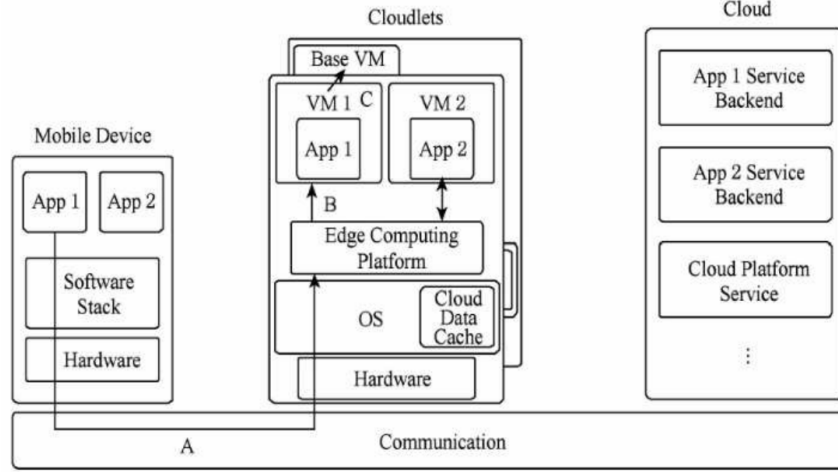 Cloudlets
Cloud
Mobile Device
App 1
App 2
Software
Stack
Hardware
Base VM
VM 1
C
VM 2
App 1
App 2
B
Edge Computing
Platform
OS
Cloud
Data
Cache
Hardware
App 1 Service
Backend
App 2 Service
Backend
Cloud Platform
Service
⋮
A
Communication